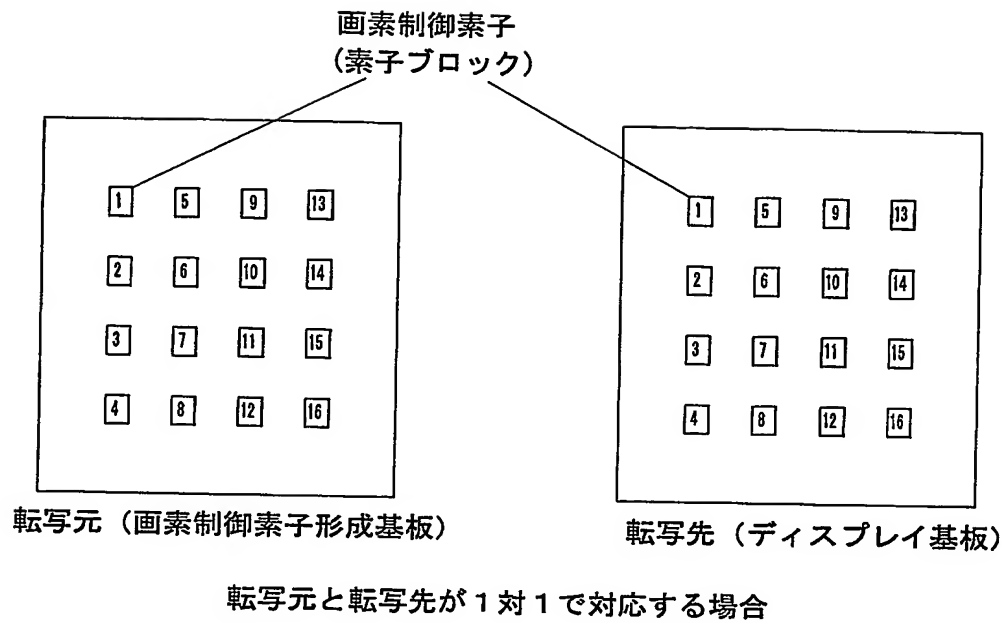 画素制御素子
(素子ブロック)
1 5 9 13
2 6 10 14
3 7 11 15
4 8 12 16
転写元（画素制御素子形成基板）
1 5 9 13
2 6 10 14
3 7 11 15
4 8 12 16
転写先（ディスプレイ基板）
転写元と転写先が１対１で対応する場合